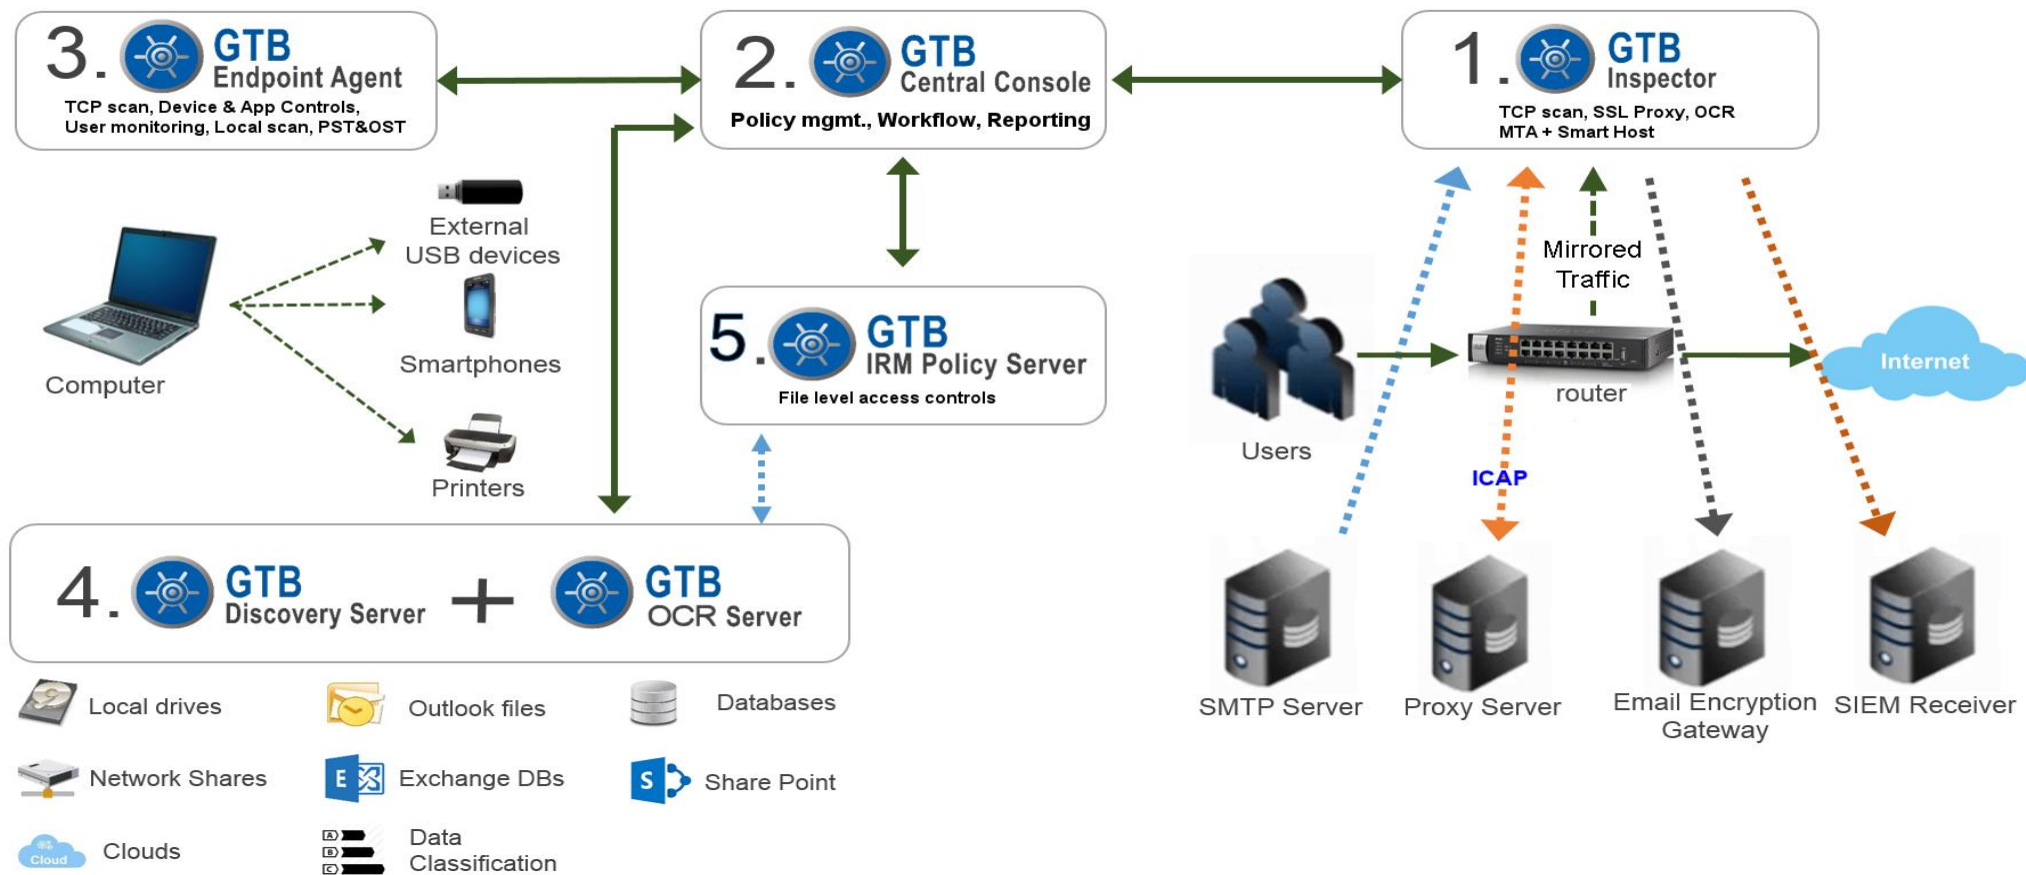 3.
GTB
Endpoint Agent
TCP scan, Device & App Controls,
User monitoring, Local scan, PST&OST
2.
GTB
Central Console
Policy mgmt., Workflow, Reporting
1.
GTB
Inspector
TCP scan, SSL Proxy, OCR
MTA + Smart Host
External
USB devices
Smartphones
Computer
Printers
5.
GTB
IRM Policy Server
File level access controls
Mirrored
Traffic
Internet
router
Users
ICAP
4.
GTB
Discovery Server
+
GTB
OCR Server
SMTP Server
Proxy Server
Email Encryption
Gateway
SIEM Receiver
Local drives
Outlook files
Databases
Network Shares
E
Exchange DBs
S
Share Point
Cloud
Clouds
A
B
C
Data
Classification